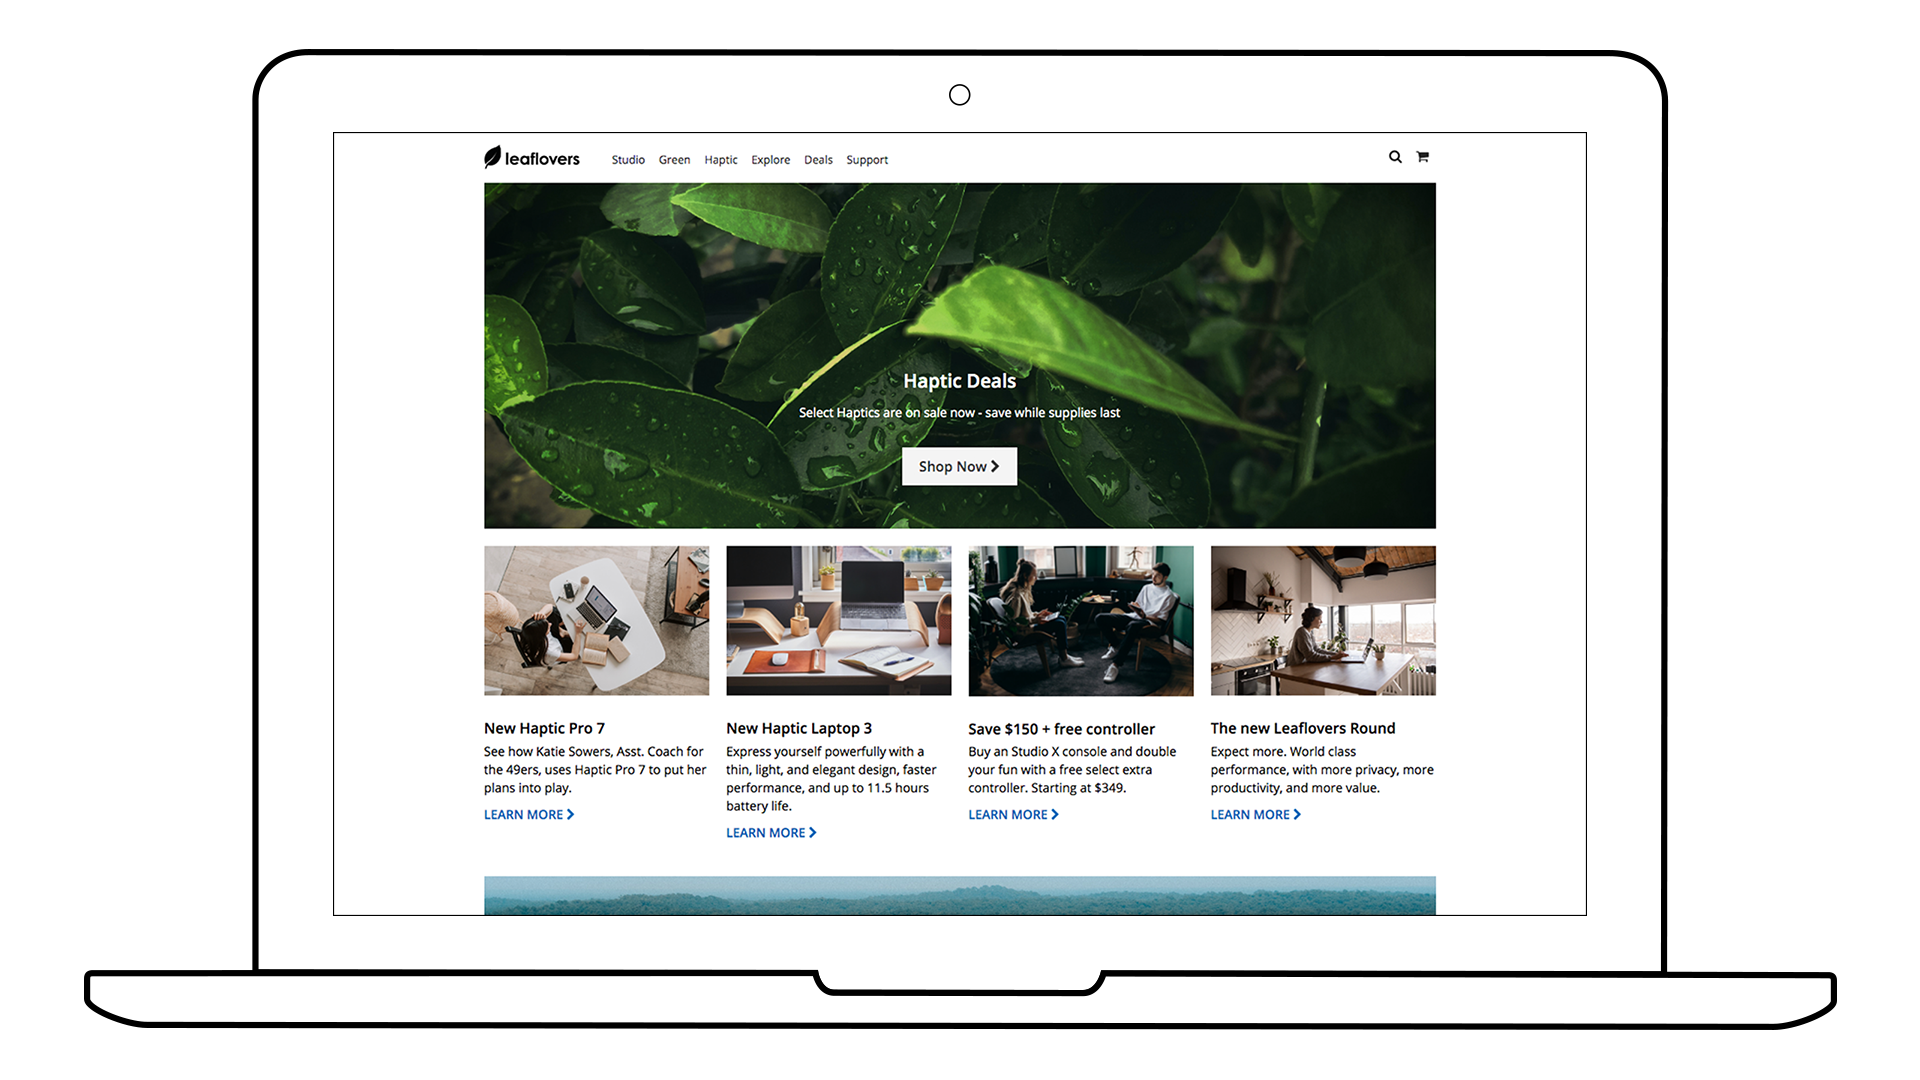 leaflovers Studio Green Haptic Explore Deals Support
Haptic Deals
Select Haptics are on sale now - save while supplies last
Shop Now
New Haptic Pro 7
See how Katie Sowers, Asst. Coach for
the 49ers, uses Haptic Pro 7 to put her
plans into play.
LEARN MORE
New Haptic Laptop 3
Express yourself powerfully with a
thin, light, and elegant design, faster
performance, and up to 11.5 hours
battery life.
LEARN MORE
Save $150 + free controller
Buy an Studio X console and double
your fun with a free select extra
controller. Starting at $349.
LEARN MORE
The new Leaflovers Round
Expect more. World class
performance, with more privacy, more
productivity, and more value.
LEARN MORE